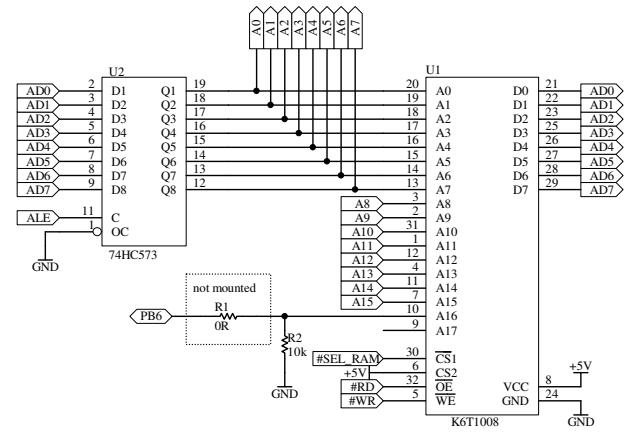 A0 A1 A2 A3 A4 A5 A6 A7
U2 U1
AD0 2 D1 Q1 19 20 A0 D0 21 AD0
AD1 3 D2 Q2 18 19 A1 D1 22 AD1
AD2 4 D3 Q3 17 18 A2 D2 23 AD2
AD3 5 D4 Q4 16 17 A3 D3 25 AD3
AD4 6 D5 Q5 15 16 A4 D4 26 AD4
AD5 7 D6 Q6 14 15 A5 D5 27 AD5
AD6 8 D7 Q7 13 14 A6 D6 28 AD6
AD7 9 D8 Q8 12 13 A7 D7 29 AD7
A8 3 A8
ALE 11 C A9 2 A9
1 OC A10 31 A10
A11 1 A11
74HC573 A12 12 A12
GND A13 4 A13
not mounted A14 11 A14
R1 A15 7 A15
PB6 0R 10 A16
9 A17
R2
10k
#SEL_RAM 30 CS1
+5V 6 CS2 +5V
#RD 32 OE VCC 8
#WR 5 WE GND 24
GND K6T1008 GND